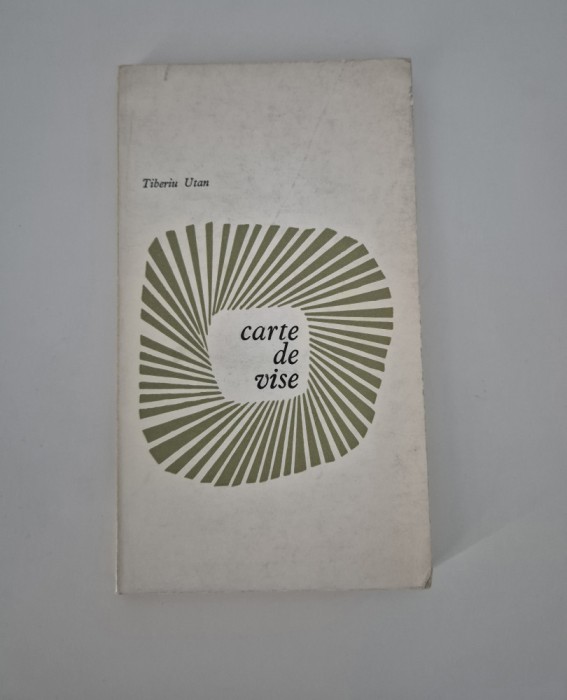 Tiberiu Utan
carte
de
vise